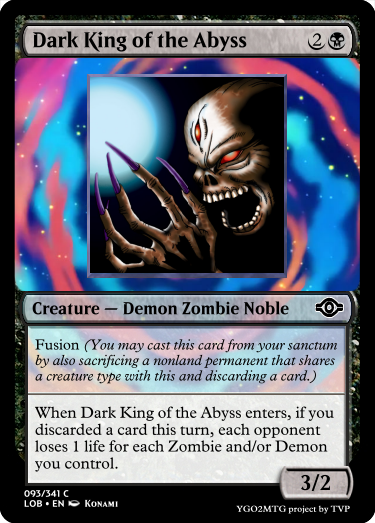 Dark King of the Abyss 2
Creature — Demon Zombie Noble
Fusion (You may cast this card from your sanctum
by also sacrificing a nonland permanent that shares
a creature type with this and discarding a card.)
When Dark King of the Abyss enters, if you
discarded a card this turn, each opponent
loses 1 life for each Zombie and/or Demon
you control.
3/2
093/341 C
LOB • EN Konami
YGO2MTG project by TVP